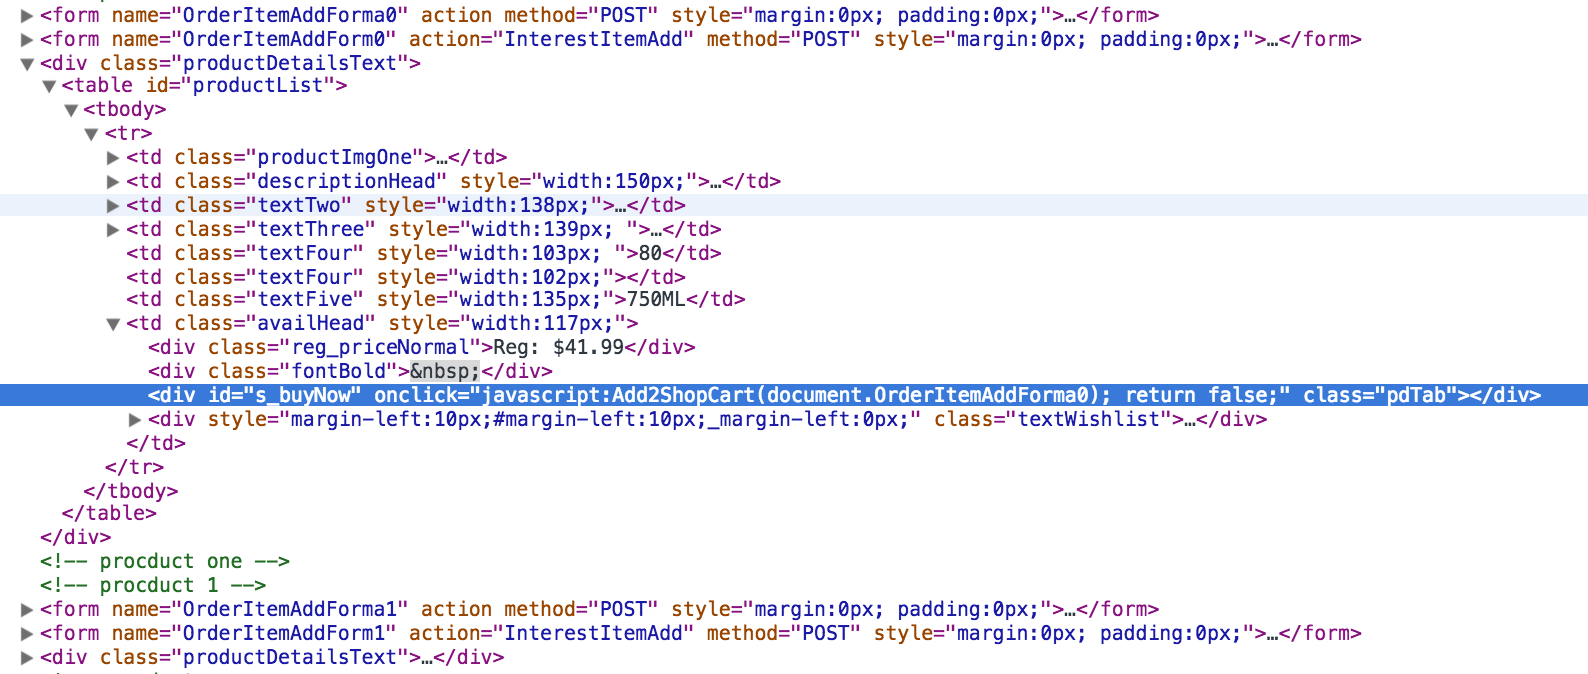 <form name="OrderItemAddForma0" action method="POST" style="margin:0px; padding:0px;">…</form>
<form name="OrderItemAddForm0" action="InterestItemAdd" method="POST" style="margin:0px; padding:0px;">…</form>
<div class="productDetailsText">
<table id="productList">
<tbody>
<tr>
<td class="productImgOne">…</td>
<td class="descriptionHead" style="width:150px;">…</td>
<td class="textTwo" style="width:138px;">…</td>
<td class="textThree" style="width:139px; ">…</td>
<td class="textFour" style="width:103px; ">80</td>
<td class="textFour" style="width:102px;"></td>
<td class="textFive" style="width:135px;">750ML</td>
<td class="availHead" style="width:117px;">
<div class="reg_priceNormal">Reg: $41.99</div>
<div class="fontBold">&nbsp;</div>
<div id="s_buyNow" onclick="javascript:Add2ShopCart(document.OrderItemAddForma0); return false;" class="pdTab"></div>
<div style="margin-left:10px;#margin-left:10px;_margin-left:0px;" class="textWishlist">…</div>
</td>
</tr>
</tbody>
</table>
</div>
<!-- procduct one -->
<!-- procduct 1 -->
<form name="OrderItemAddForma1" action method="POST" style="margin:0px; padding:0px;">…</form>
<form name="OrderItemAddForm1" action="InterestItemAdd" method="POST" style="margin:0px; padding:0px;">…</form>
<div class="productDetailsText">…</div>